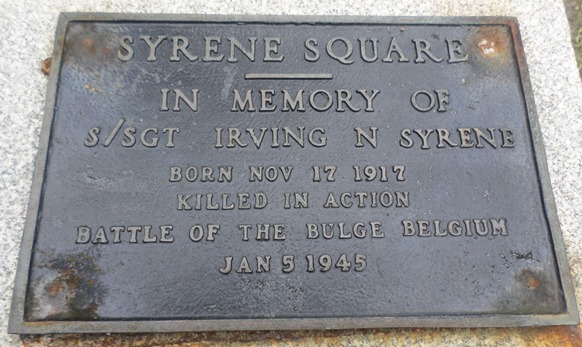 SYRENE SQUARE
IN MEMORY OF
S/SGT IRVING N SYRENE
BORN NOV 17 1917
KILLED IN ACTION
BATTLE OF THE BULGE BELGIUM
JAN 5 1945